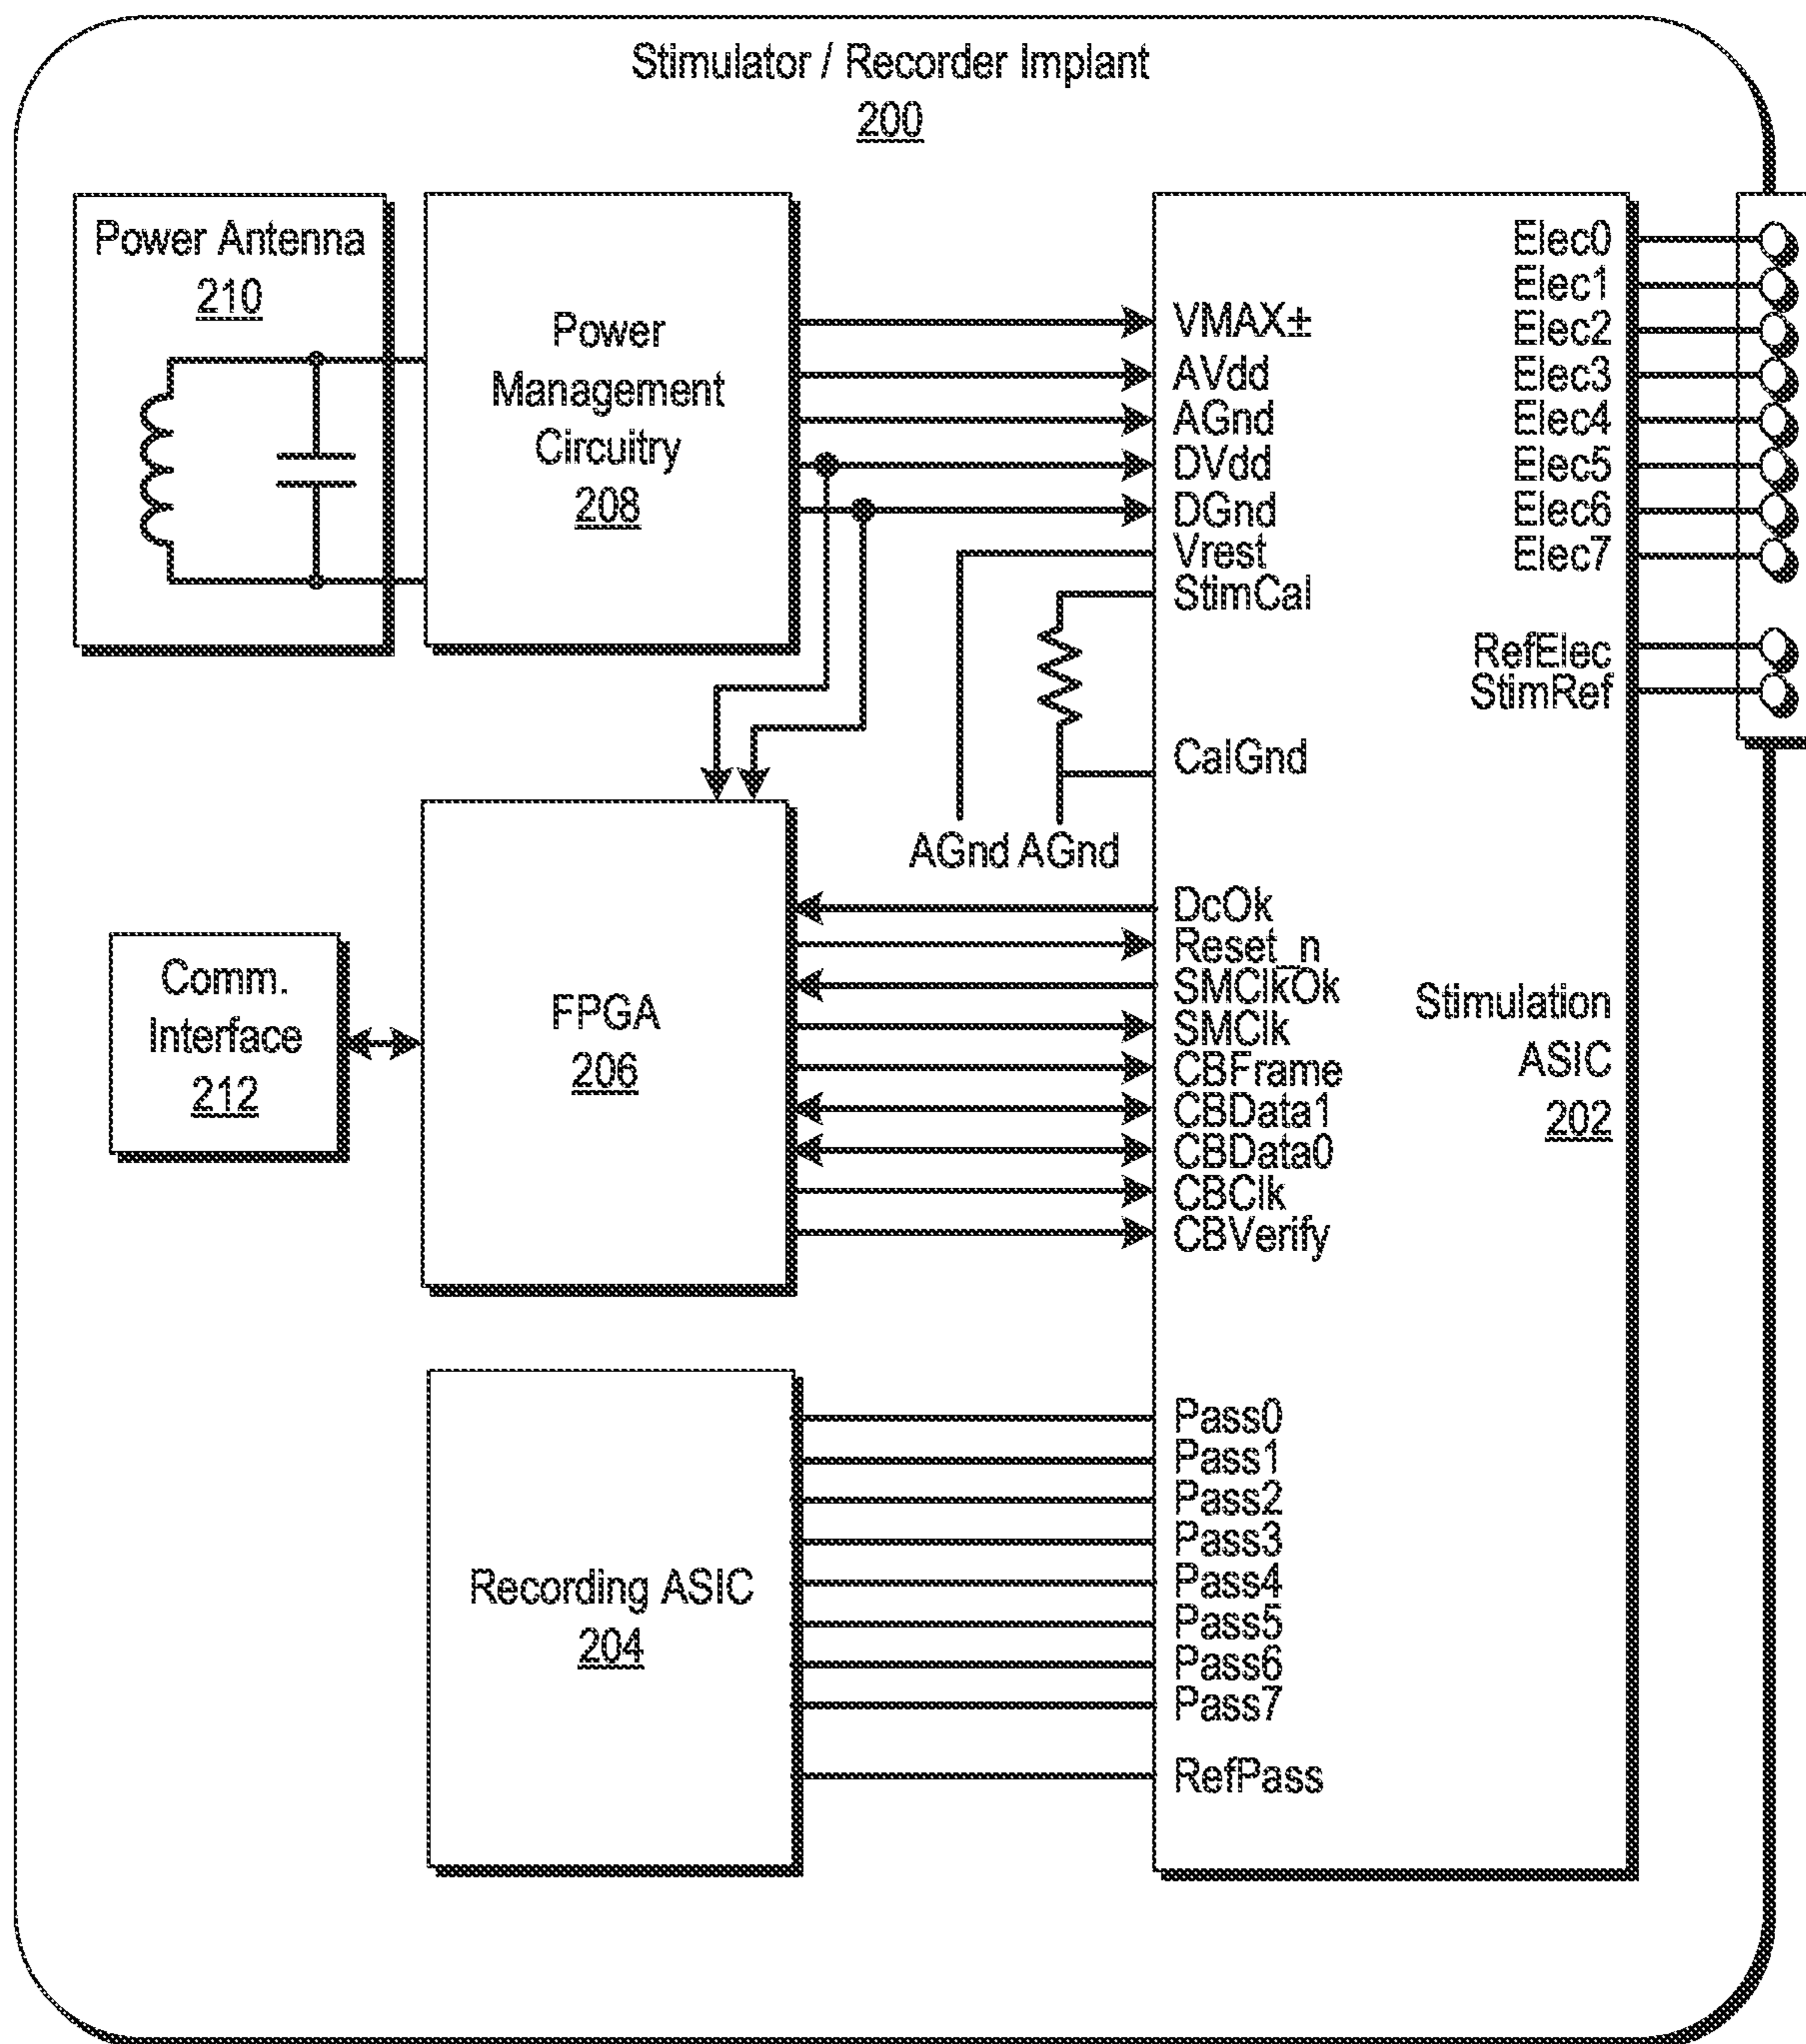 Stimulator / Recorder Implant
200
Power Antenna
210
Power
Management
Circuitry
208
VMAX±
AVdd
AGnd
DVdd
DGnd
Vrest
StimCal
CalGnd
AGnd AGnd
Elec0
Elec1
Elec2
Elec3
Elec4
Elec5
Elec6
Elec7
RefElec
StimRef
Comm.
Interface
212
FPGA
206
DcOk
Reset_n
SMClkOk
SMClk
CBFrame
CBData1
CBData0
CBClk
CBVerify
Stimulation
ASIC
202
Recording ASIC
204
Pass0
Pass1
Pass2
Pass3
Pass4
Pass5
Pass6
Pass7
RefPass